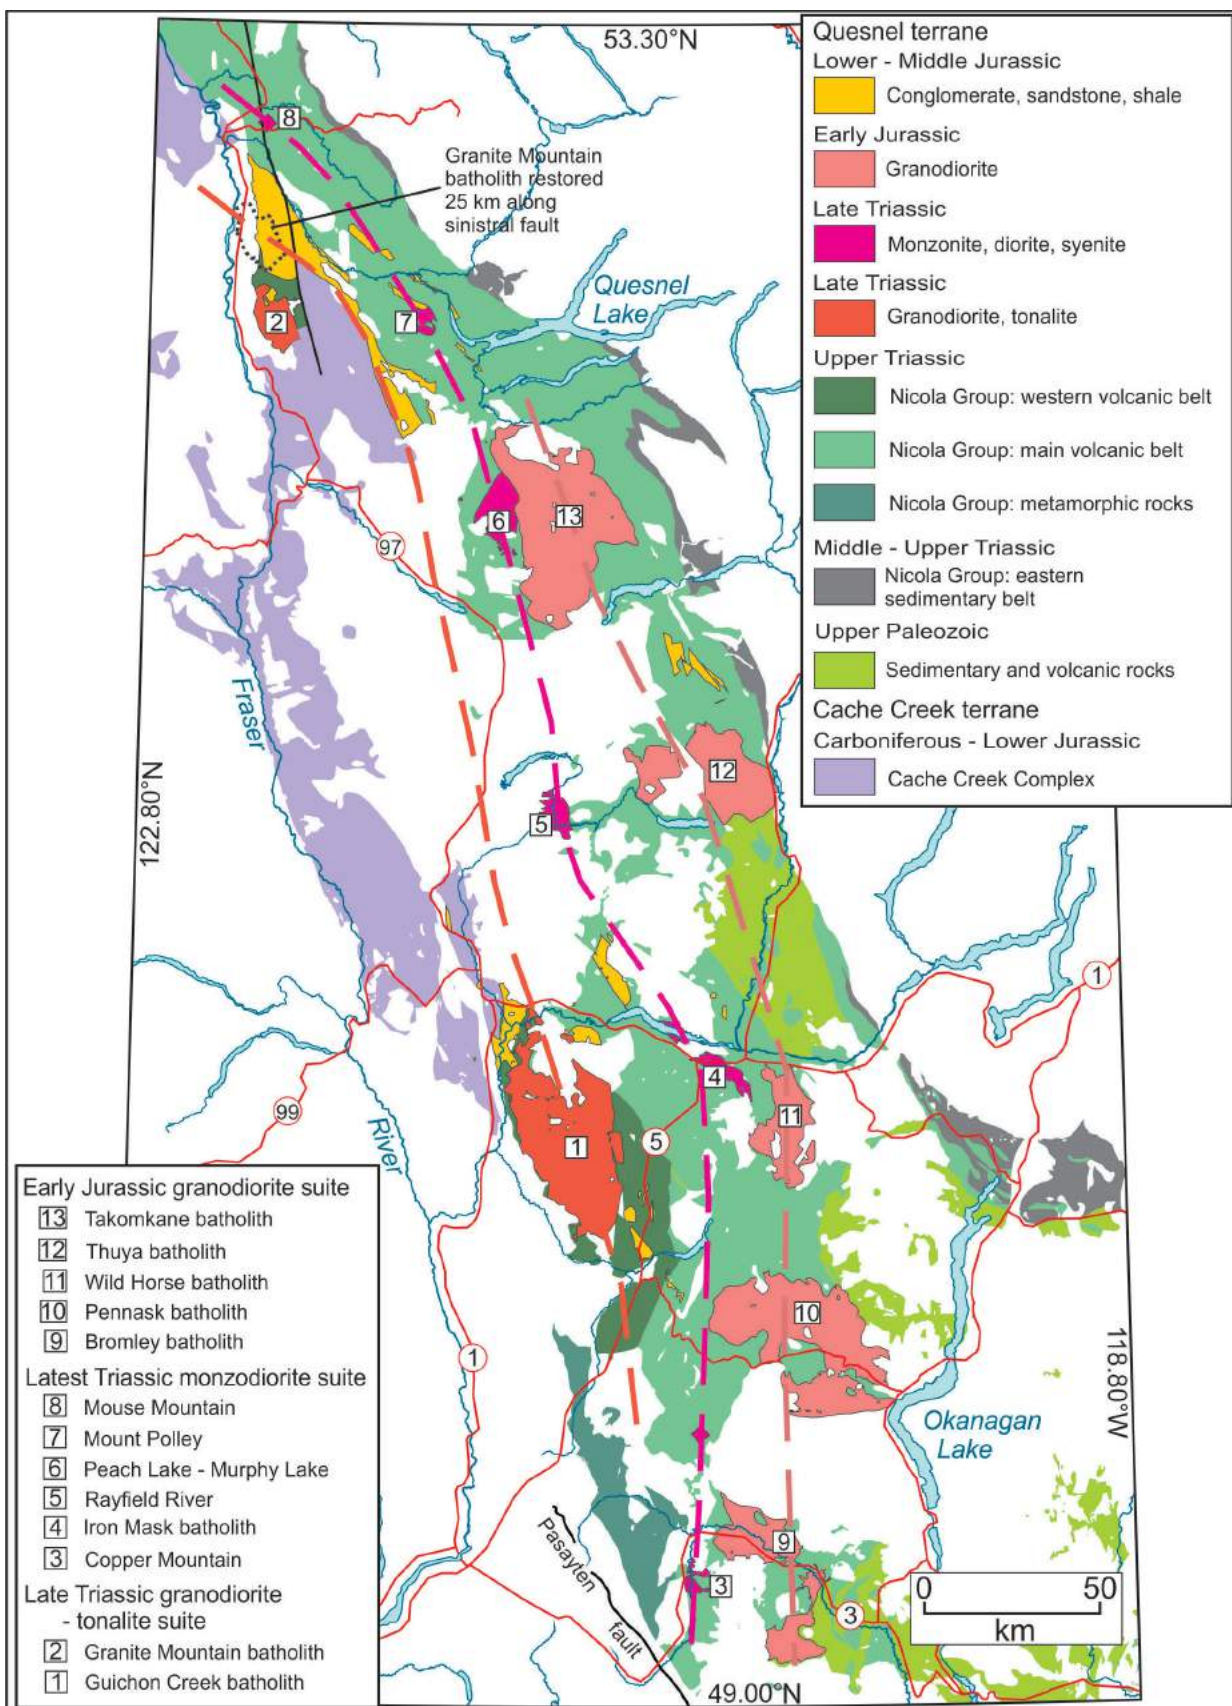 53.30°N
Quesnel terrane
Lower - Middle Jurassic
Conglomerate, sandstone, shale
Early Jurassic
Granodiorite
Late Triassic
Monzonite, diorite, syenite
Late Triassic
Granodiorite, tonalite
Upper Triassic
Nicola Group: western volcanic belt
Nicola Group: main volcanic belt
Nicola Group: metamorphic rocks
Middle - Upper Triassic
Nicola Group: eastern
sedimentary belt
Upper Paleozoic
Sedimentary and volcanic rocks
Cache Creek terrane
Carboniferous - Lower Jurassic
Cache Creek Complex
8
Granite Mountain
batholith restored
25 km along
sinistral fault
Quesnel
Lake
2
7
6
13
97
Fraser
122.80°N
12
5
1
4
99
River
11
5
1
10
1
118.80°W
Okanagan
Lake
Pasayten
fault
9
3
3
0
50
km
49.00°N
Early Jurassic granodiorite suite
13 Takomkane batholith
12 Thuya batholith
11 Wild Horse batholith
10 Pennask batholith
9 Bromley batholith
Latest Triassic monzodiorite suite
8 Mouse Mountain
7 Mount Polley
6 Peach Lake - Murphy Lake
5 Rayfield River
4 Iron Mask batholith
3 Copper Mountain
Late Triassic granodiorite
- tonalite suite
2 Granite Mountain batholith
1 Guichon Creek batholith